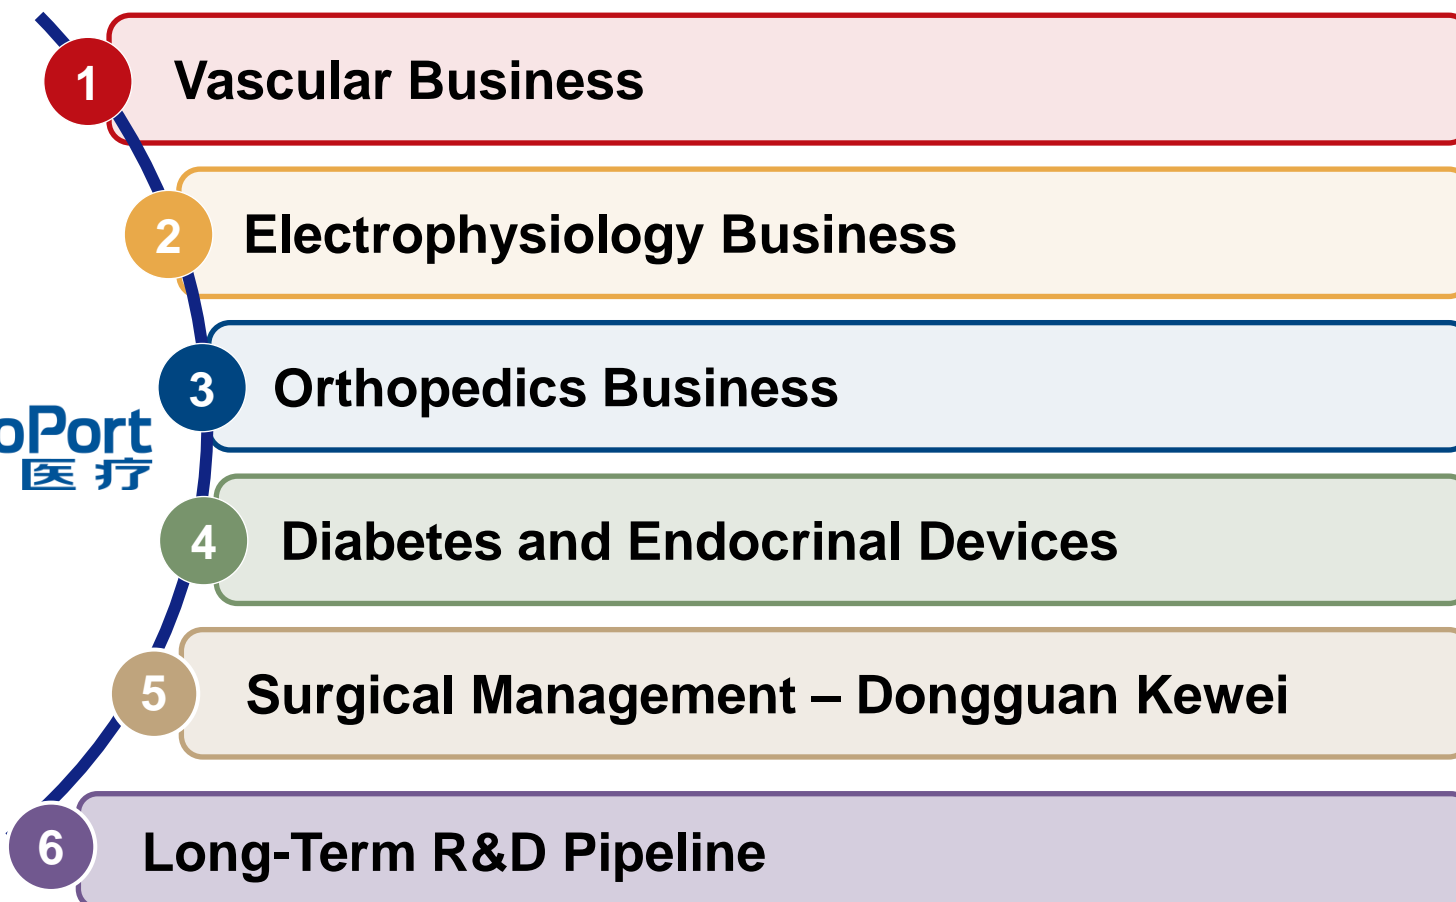 1 Vascular Business
2 Electrophysiology Business
3 Orthopedics Business
oPort
医疗
4 Diabetes and Endocrinal Devices
5 Surgical Management – Dongguan Kewei
6 Long-Term R&D Pipeline